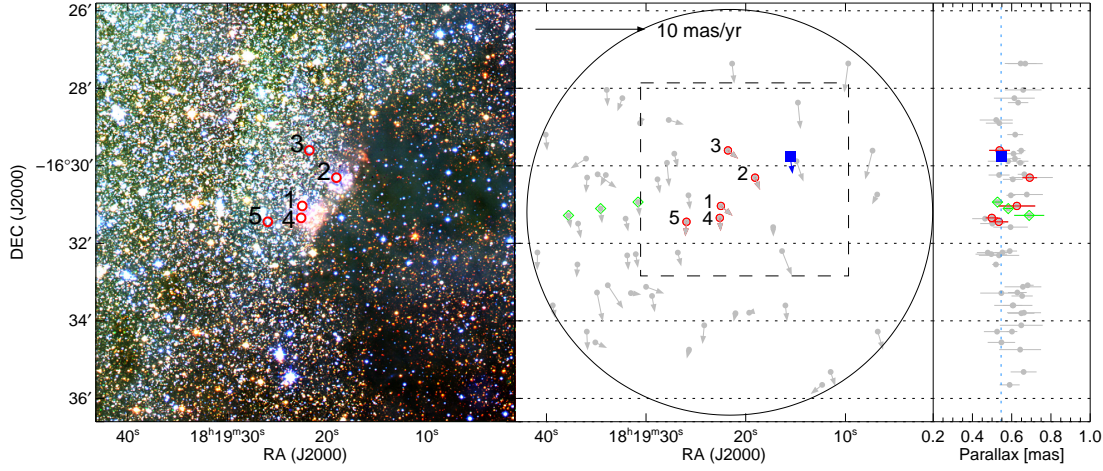 10 mas/yr
26′
28′
−16°30′
32′
34′
36′
DEC (J2000)
3
2
1
5
4
3
2
1
5
4
40ˢ
18ʰ19ᵐ30ˢ
20ˢ
10ˢ
40ˢ
18ʰ19ᵐ30ˢ
20ˢ
10ˢ
0.2
0.4
0.6
0.8
1.0
RA (J2000)
RA (J2000)
Parallax [mas]